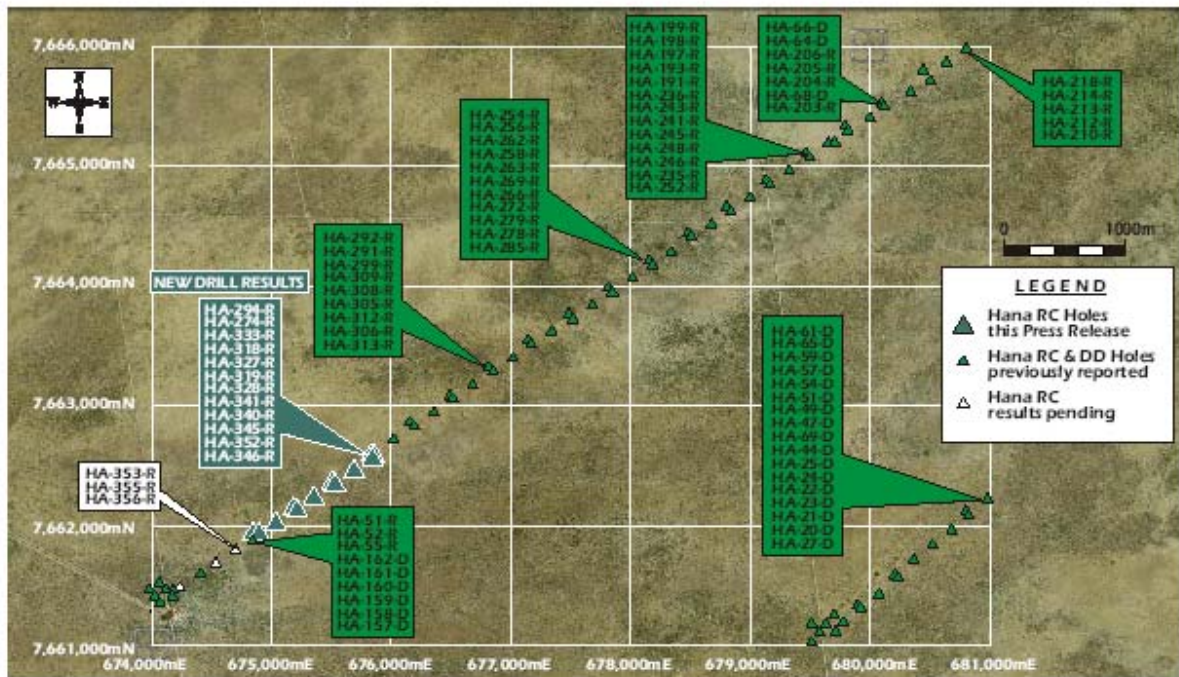 7,666,000mN
7,665,000mN
7,664,000mN
7,663,000mN
7,662,000mN
7,661,000mN
N
W
E
S
HA-199-R
HA-198-R
HA-197-R
HA-193-R
HA-191-R
HA-236-R
HA-243-R
HA-241-R
HA-245-R
HA-248-R
HA-246-R
HA-235-R
HA-252-R
HA-66-D
HA-64-D
HA-206-R
HA-205-R
HA-204-R
HA-68-D
HA-203-R
HA-218-R
HA-214-R
HA-213-R
HA-212-R
HA-210-R
HA-254-R
HA-256-R
HA-262-R
HA-258-R
HA-263-R
HA-269-R
HA-266-R
HA-272-R
HA-279-R
HA-278-R
HA-285-R
HA-292-R
HA-291-R
HA-299-R
HA-309-R
HA-308-R
HA-305-R
HA-312-R
HA-306-R
HA-313-R
NEW DRILL RESULTS
HA-294-R
HA-274-R
HA-333-R
HA-318-R
HA-327-R
HA-319-R
HA-328-R
HA-341-R
HA-340-R
HA-345-R
HA-352-R
HA-346-R
HA-353-R
HA-355-R
HA-356-R
HA-51-R
HA-52-R
HA-55-R
HA-162-D
HA-161-D
HA-160-D
HA-159-D
HA-158-D
HA-157-D
HA-61-D
HA-65-D
HA-59-D
HA-57-D
HA-54-D
HA-51-D
HA-49-D
HA-47-D
HA-69-D
HA-44-D
HA-25-D
HA-24-D
HA-22-D
HA-23-D
HA-21-D
HA-20-D
HA-27-D
0 1000m
LEGEND
Hana RC Holes
this Press Release
Hana RC & DD Holes
previously reported
Hana RC
results pending
674,000mE 675,000mE 676,000mE 677,000mE 678,000mE 679,000mE 680,000mE 681,000mE